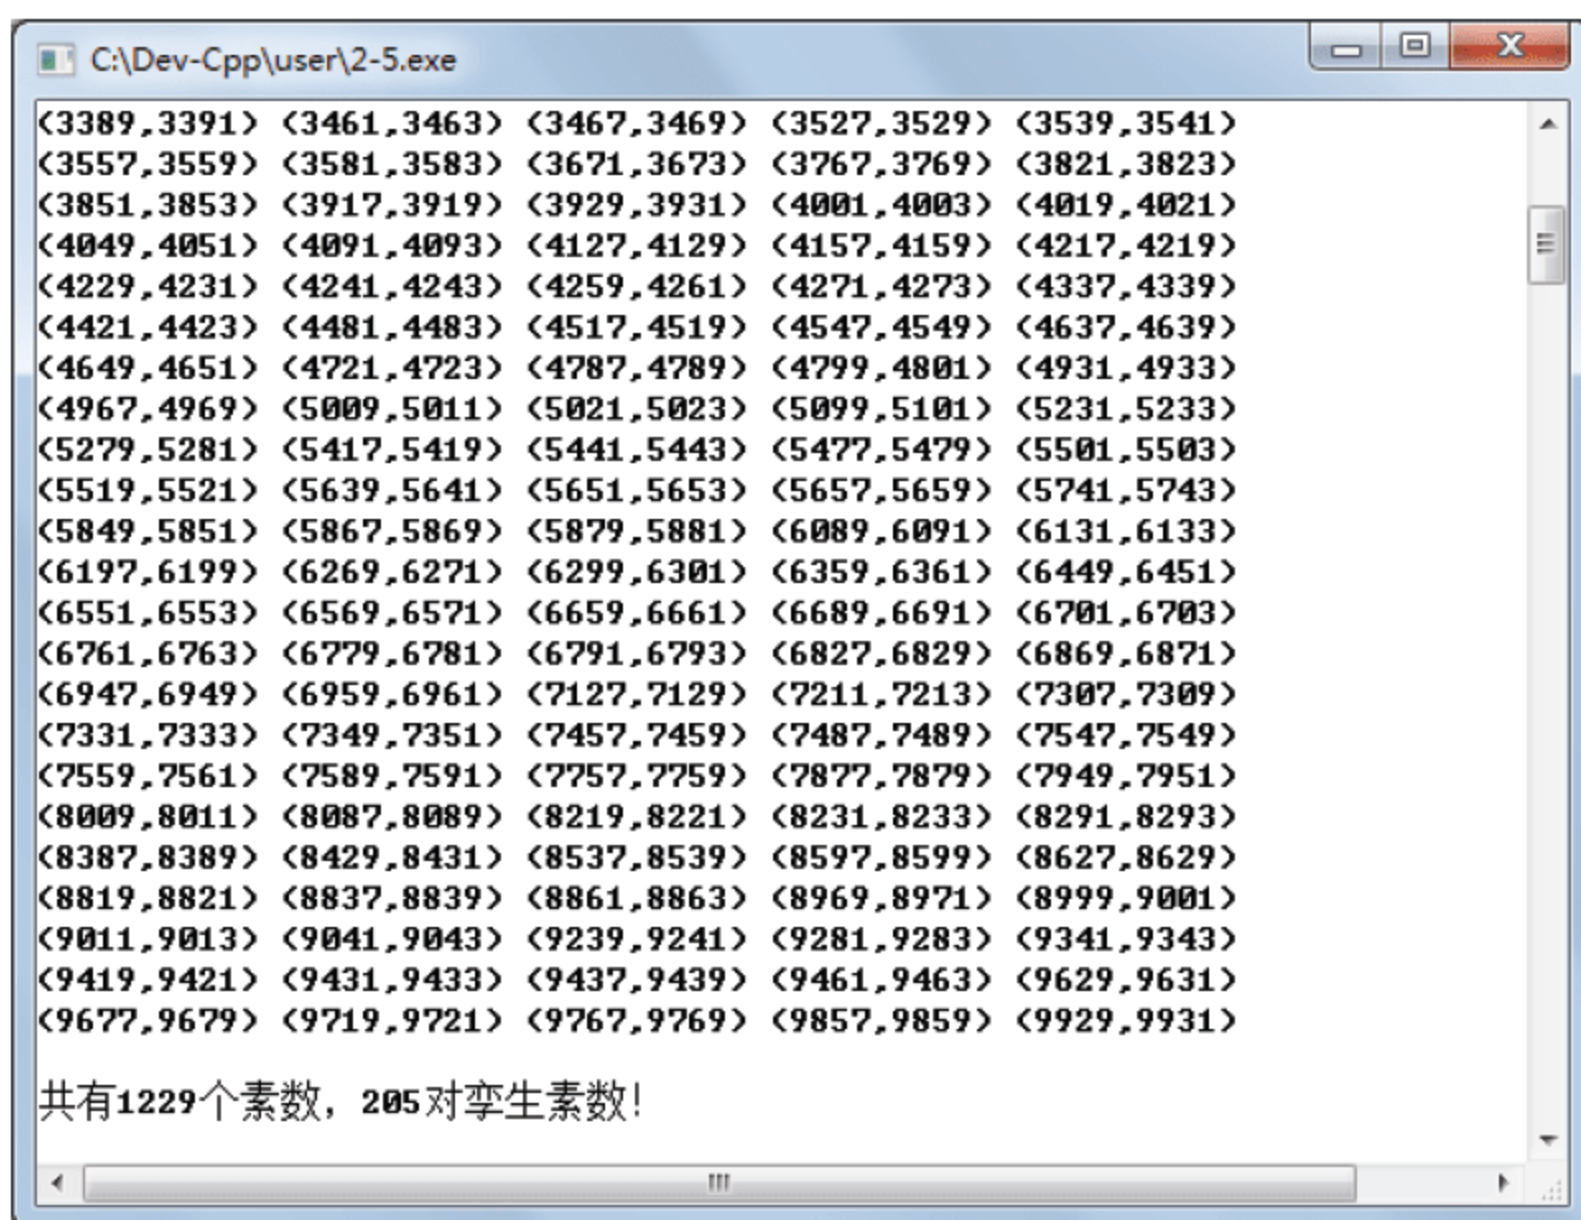 C:\Dev-Cpp\user\2-5.exe
(3389,3391) (3461,3463) (3467,3469) (3527,3529) (3539,3541)
(3557,3559) (3581,3583) (3671,3673) (3767,3769) (3821,3823)
(3851,3853) (3917,3919) (3929,3931) (4001,4003) (4019,4021)
(4049,4051) (4091,4093) (4127,4129) (4157,4159) (4217,4219)
(4229,4231) (4241,4243) (4259,4261) (4271,4273) (4337,4339)
(4421,4423) (4481,4483) (4517,4519) (4547,4549) (4637,4639)
(4649,4651) (4721,4723) (4787,4789) (4799,4801) (4931,4933)
(4967,4969) (5009,5011) (5021,5023) (5099,5101) (5231,5233)
(5279,5281) (5417,5419) (5441,5443) (5477,5479) (5501,5503)
(5519,5521) (5639,5641) (5651,5653) (5657,5659) (5741,5743)
(5849,5851) (5867,5869) (5879,5881) (6089,6091) (6131,6133)
(6197,6199) (6269,6271) (6299,6301) (6359,6361) (6449,6451)
(6551,6553) (6569,6571) (6659,6661) (6689,6691) (6701,6703)
(6761,6763) (6779,6781) (6791,6793) (6827,6829) (6869,6871)
(6947,6949) (6959,6961) (7127,7129) (7211,7213) (7307,7309)
(7331,7333) (7349,7351) (7457,7459) (7487,7489) (7547,7549)
(7559,7561) (7589,7591) (7757,7759) (7877,7879) (7949,7951)
(8009,8011) (8087,8089) (8219,8221) (8231,8233) (8291,8293)
(8387,8389) (8429,8431) (8537,8539) (8597,8599) (8627,8629)
(8819,8821) (8837,8839) (8861,8863) (8969,8971) (8999,9001)
(9011,9013) (9041,9043) (9239,9241) (9281,9283) (9341,9343)
(9419,9421) (9431,9433) (9437,9439) (9461,9463) (9629,9631)
(9677,9679) (9719,9721) (9767,9769) (9857,9859) (9929,9931)
共有1229个素数，205对孪生素数！